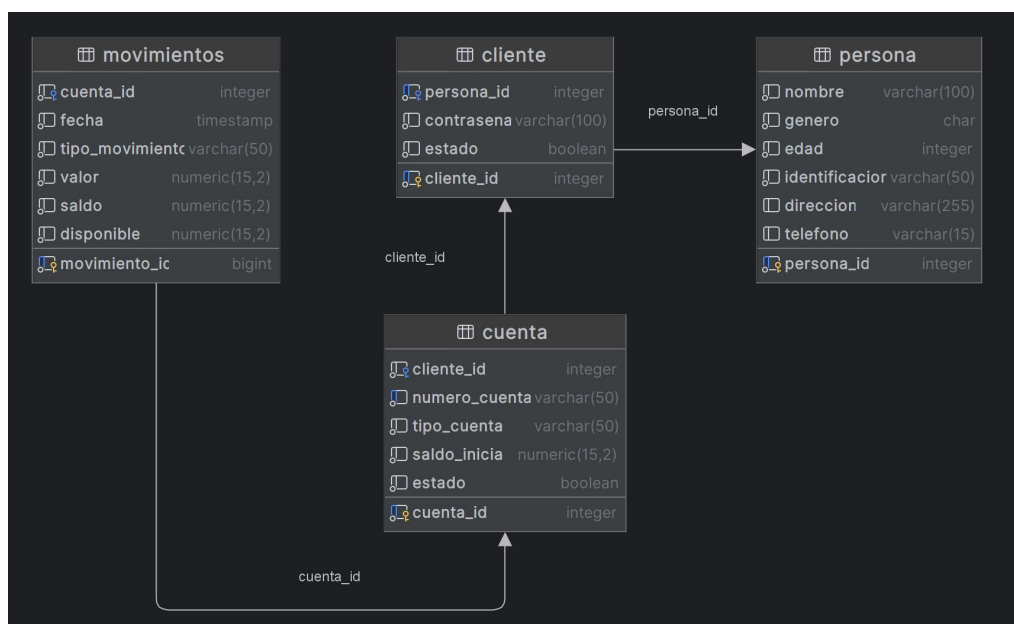 movimientos
cuenta_id integer
fecha timestamp
tipo_movimiento varchar(50)
valor numeric(15,2)
saldo numeric(15,2)
disponible numeric(15,2)
movimiento_ic bigint
cliente
persona_id integer
contrasena varchar(100)
estado boolean
cliente_id integer
persona_id
persona
nombre varchar(100)
genero char
edad integer
identificacior varchar(50)
direccion varchar(255)
telefono varchar(15)
persona_id integer
cliente_id
cuenta
cliente_id integer
numero_cuenta varchar(50)
tipo_cuenta varchar(50)
saldo_inicia numeric(15,2)
estado boolean
cuenta_id integer
cuenta_id